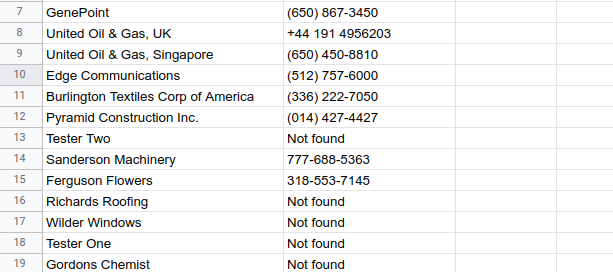 7 GenePoint (650) 867-3450
8 United Oil & Gas, UK +44 191 4956203
9 United Oil & Gas, Singapore (650) 450-8810
10 Edge Communications (512) 757-6000
11 Burlington Textiles Corp of America (336) 222-7050
12 Pyramid Construction Inc. (014) 427-4427
13 Tester Two Not found
14 Sanderson Machinery 777-688-5363
15 Ferguson Flowers 318-553-7145
16 Richards Roofing Not found
17 Wilder Windows Not found
18 Tester One Not found
19 Gordons Chemist Not found